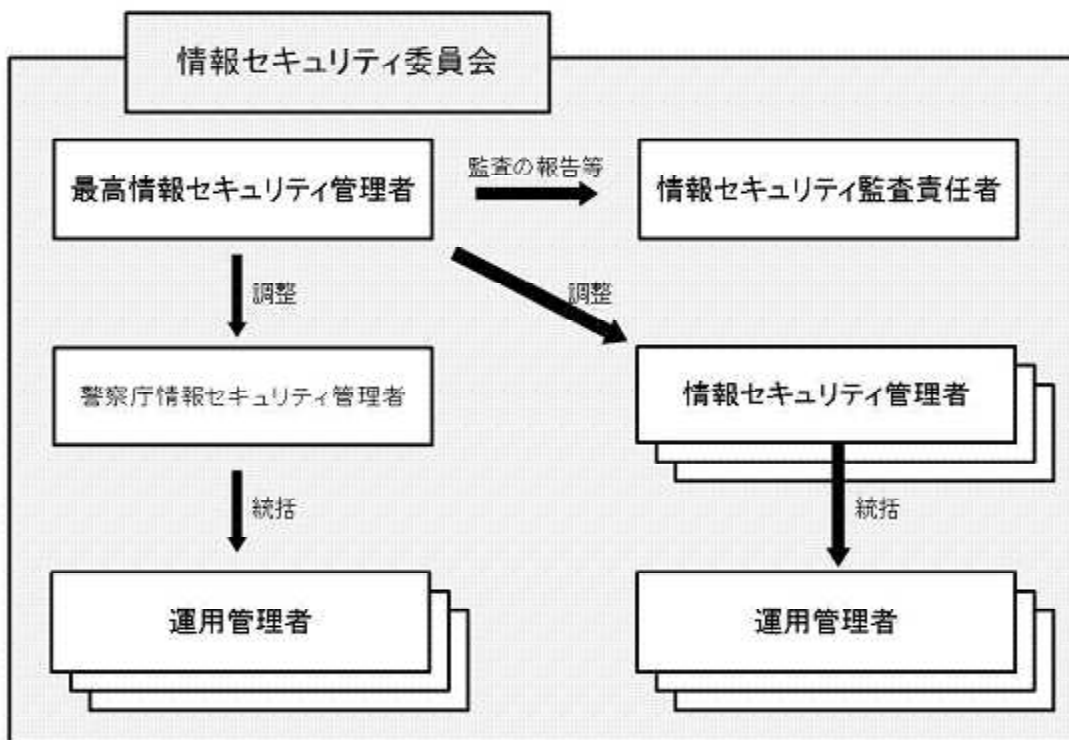 情報セキュリティ委員会
最高情報セキュリティ管理者
監査の報告等
情報セキュリティ監査責任者
調整
調整
警察庁情報セキュリティ管理者
情報セキュリティ管理者
統括
統括
運用管理者
運用管理者